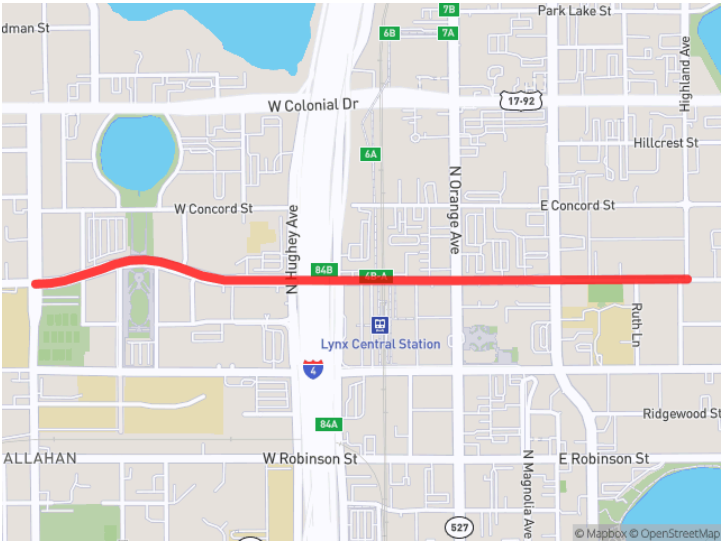 7B
Park Lake St
dman St
6B
7A
Highland Ave
W Colonial Dr
17-92
6A
Hillcrest St
N Orange Ave
W Concord St
E Concord St
N Hughey Ave
84B
Lynx Central Station
Ruth Ln
4
Ridgewood St
84A
ALLAHAN
W Robinson St
E Robinson St
N Magnolia Ave
527
© Mapbox © OpenStreetMap